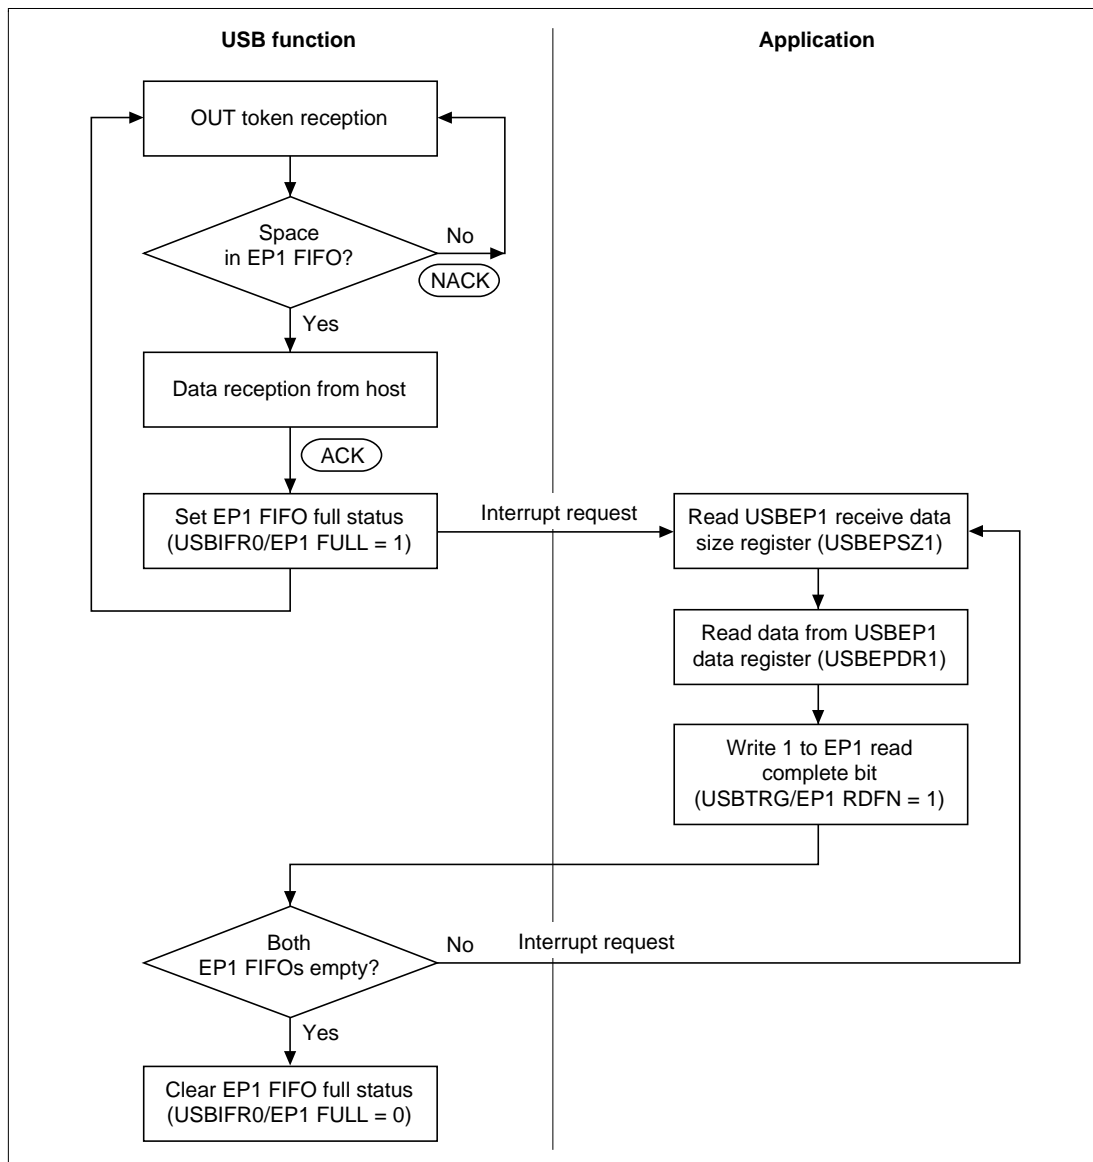 USB function
Application
OUT token reception
Space
in EP1 FIFO?
No
NACK
Yes
Data reception from host
ACK
Set EP1 FIFO full status
(USBIFR0/EP1 FULL = 1)
Interrupt request
Read USBEP1 receive data
size register (USBEPSZ1)
Read data from USBEP1
data register (USBEPDR1)
Write 1 to EP1 read
complete bit
(USBTRG/EP1 RDFN = 1)
Both
EP1 FIFOs empty?
No
Interrupt request
Yes
Clear EP1 FIFO full status
(USBIFR0/EP1 FULL = 0)